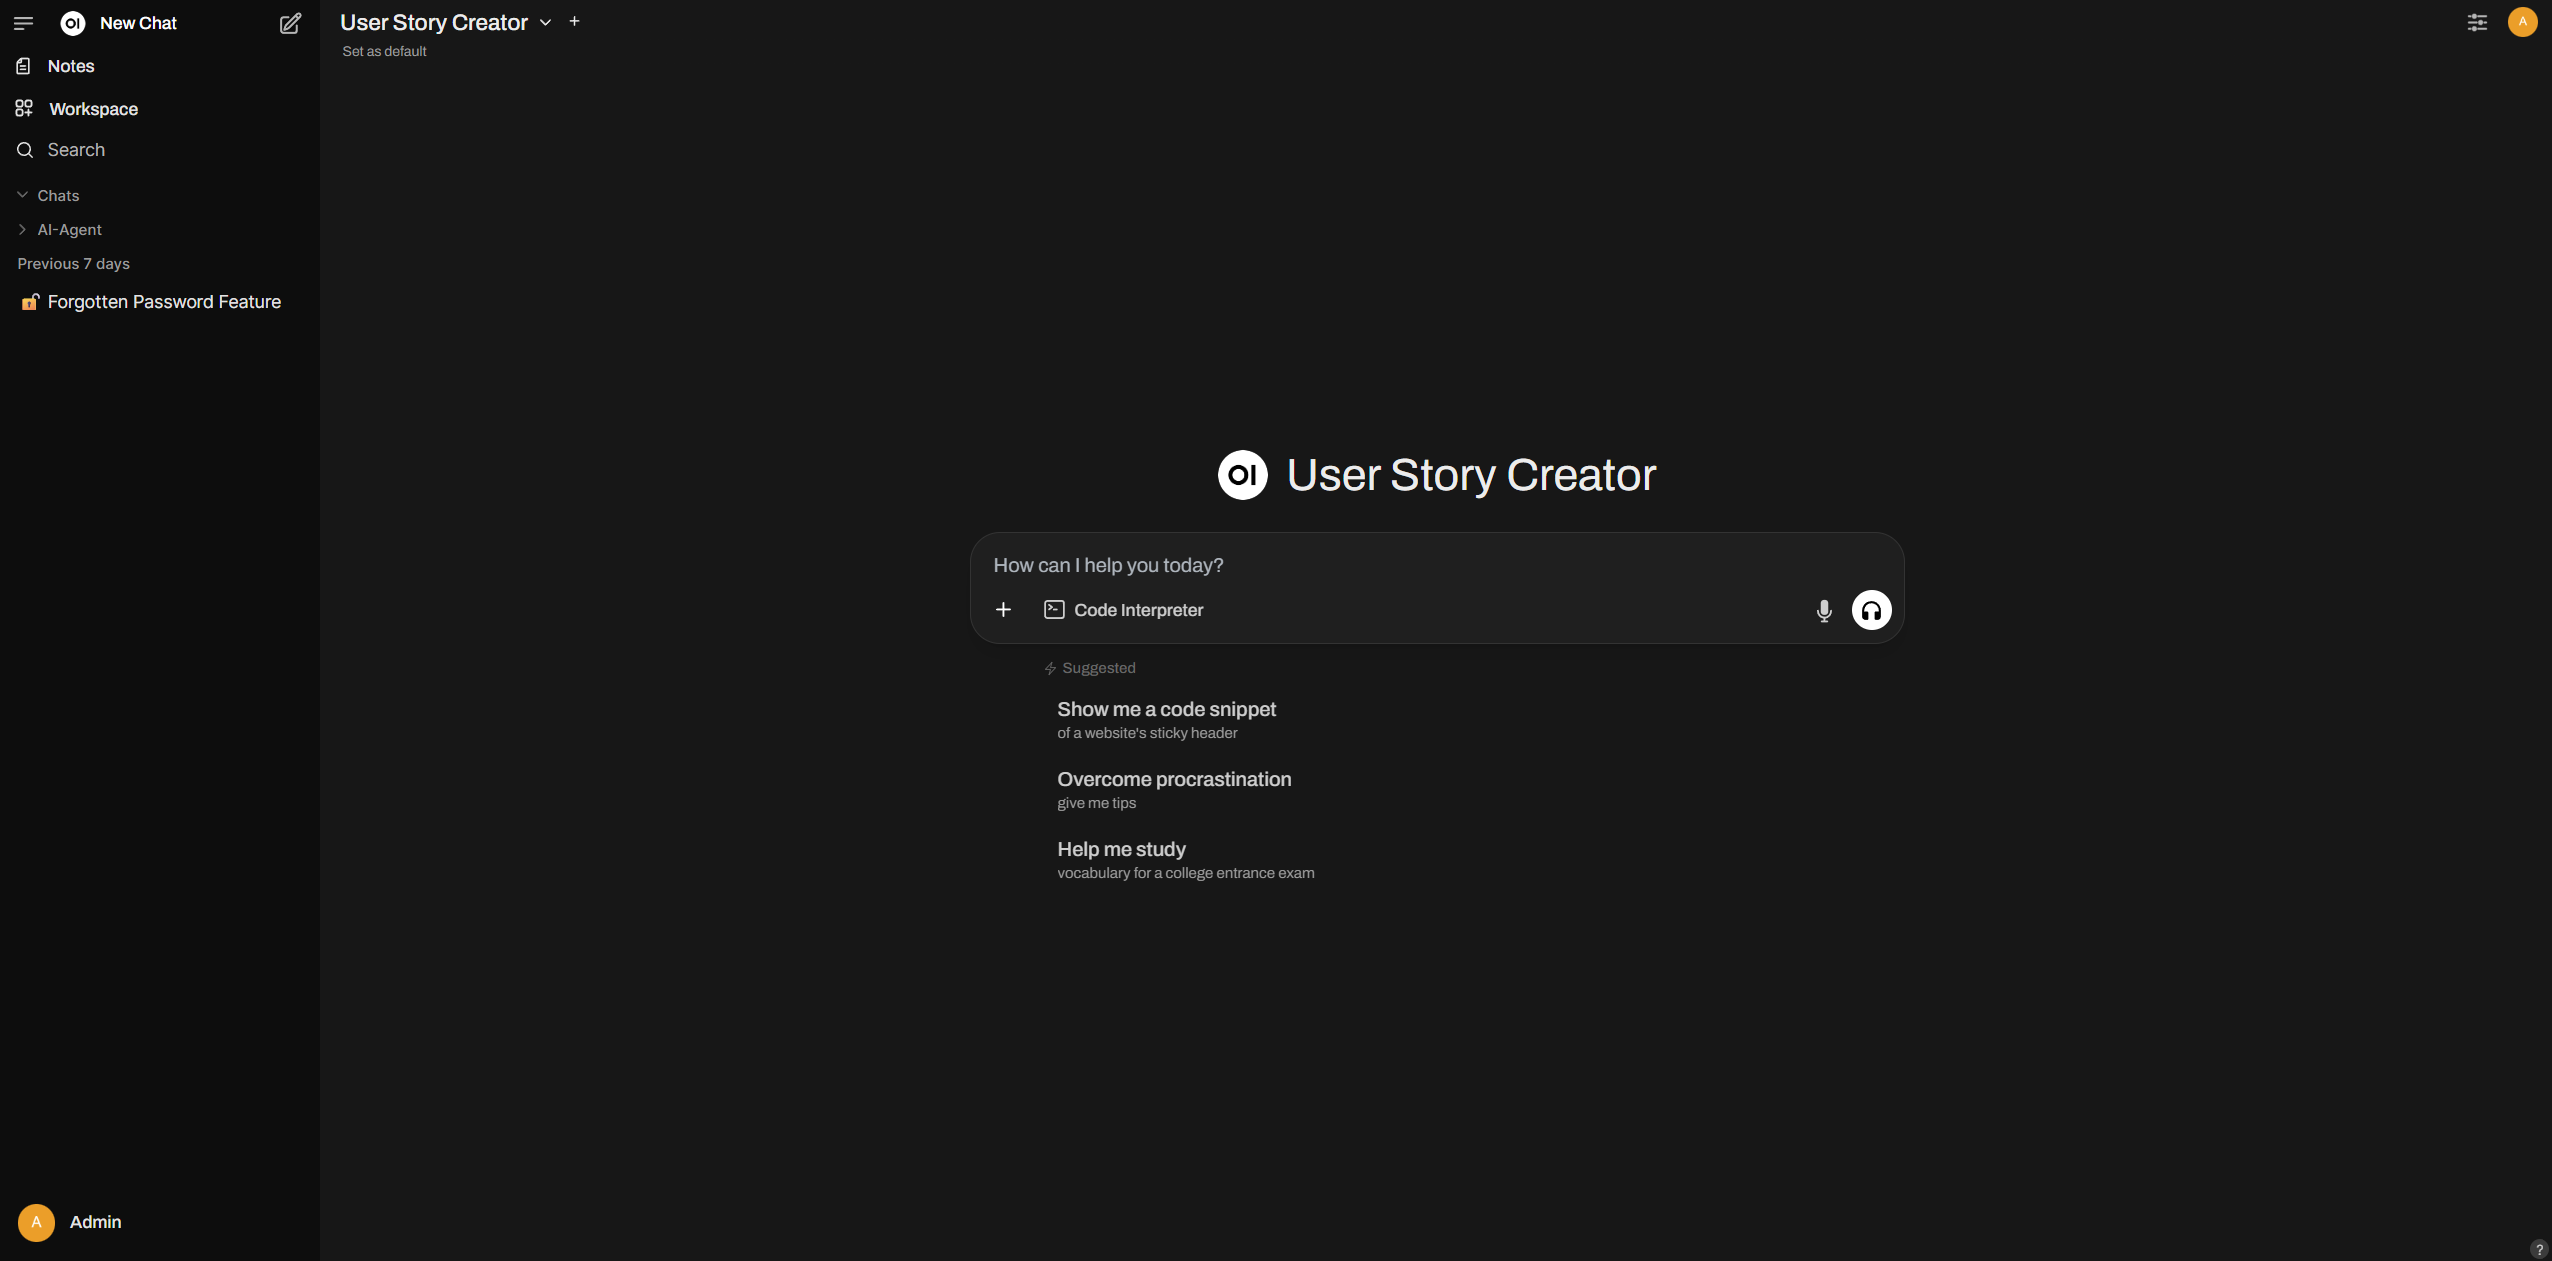 OI New Chat
Notes
Workspace
Search
Chats
AI-Agent
Previous 7 days
Forgotten Password Feature
A Admin
User Story Creator
Set as default
A
OI User Story Creator
How can I help you today?
Code Interpreter
Suggested
Show me a code snippet
of a website's sticky header
Overcome procrastination
give me tips
Help me study
vocabulary for a college entrance exam
?